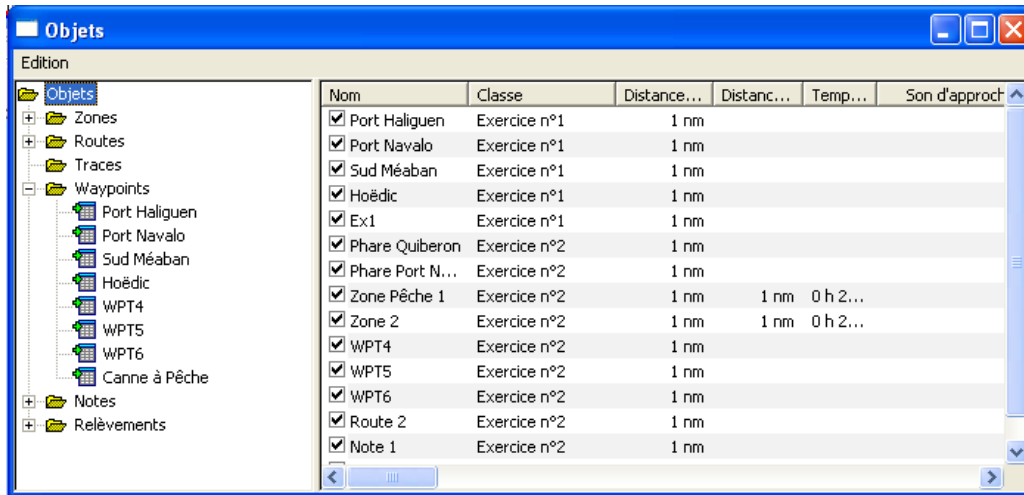 Objets
Edition
Objets
Zones
Routes
Traces
Waypoints
Port Haliguen
Port Navalo
Sud Méaban
Hoëdic
WPT4
WPT5
WPT6
Canne à Pêche
Notes
Relèvements
Nom Classe Distance... Distanc... Temp... Son d'approch
Port Haliguen Exercice n°1 1 nm
Port Navalo Exercice n°1 1 nm
Sud Méaban Exercice n°1 1 nm
Hoëdic Exercice n°1 1 nm
Ex1 Exercice n°1 1 nm
Phare Quiberon Exercice n°2 1 nm
Phare Port N... Exercice n°2 1 nm
Zone Pêche 1 Exercice n°2 1 nm 1 nm 0 h 2...
Zone 2 Exercice n°2 1 nm 1 nm 0 h 2...
WPT4 Exercice n°2 1 nm
WPT5 Exercice n°2 1 nm
WPT6 Exercice n°2 1 nm
Route 2 Exercice n°2 1 nm
Note 1 Exercice n°2 1 nm